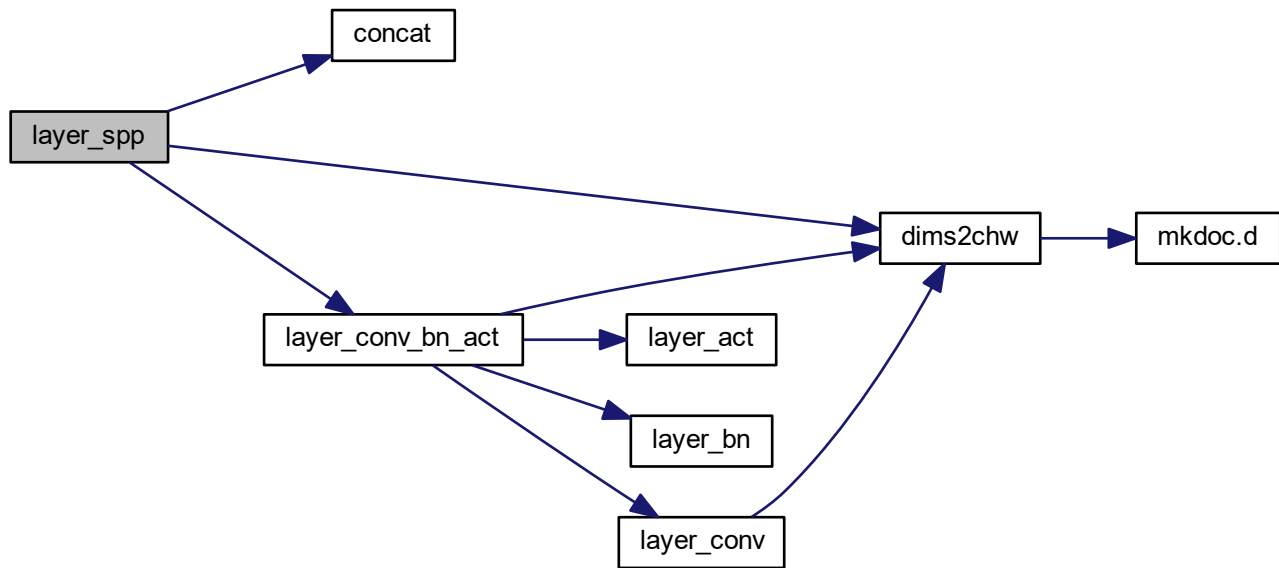 concat
layer_spp
dims2chw
mkdoc.d
layer_conv_bn_act
layer_act
layer_bn
layer_conv